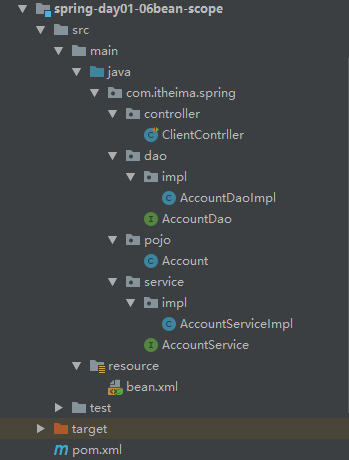 spring-day01-06bean-scope
src
main
java
com.itheima.spring
controller
ClientContrller
dao
impl
AccountDaoImpl
AccountDao
pojo
Account
service
impl
AccountServiceImpl
AccountService
resource
bean.xml
test
target
pom.xml